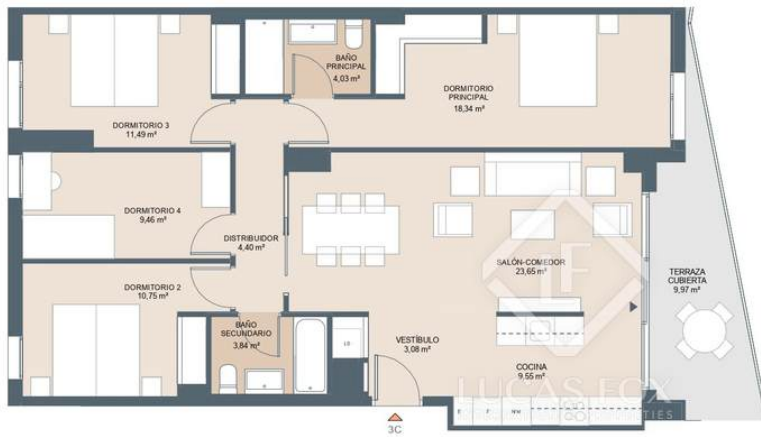 DORMITORIO 3
11,49 m²
BAÑO
PRINCIPAL
4,03 m²
DORMITORIO
PRINCIPAL
18,34 m²
DORMITORIO 4
9,46 m²
DISTRIBUIDOR
4,40 m²
SALÓN-COMEDOR
23,65 m²
TERRAZA
CUBIERTA
9,97 m²
DORMITORIO 2
10,75 m²
BAÑO
SECUNDARIO
3,84 m²
VESTÍBULO
3,08 m²
COCINA
9,55 m²
LUCAS FOX
PROPERTIES
3C